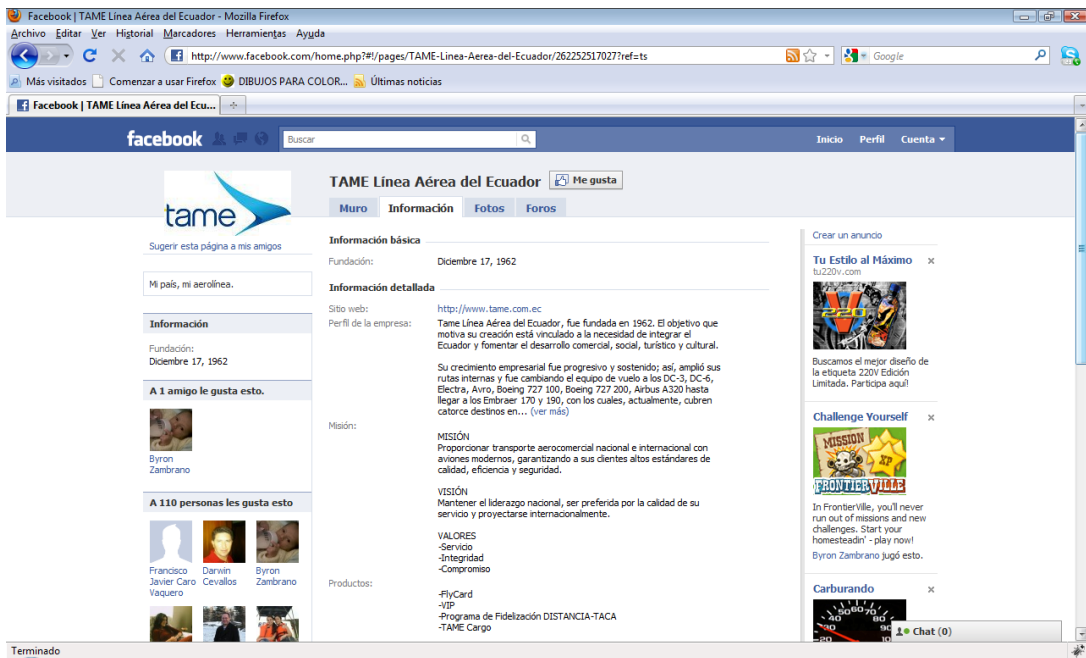 Facebook | TAME Línea Aérea del Ecuador - Mozilla Firefox
Archivo Editar Ver Historial Marcadores Herramientas Ayuda
http://www.facebook.com/home.php?#!/pages/TAME-Linea-Aerea-del-Ecuador/262252517027?ref=ts
Google
Más visitados Comenzar a usar Firefox DIBUJOS PARA COLOR... Últimas noticias
Facebook | TAME Línea Aérea del Ecu...
facebook Buscar Inicio Perfil Cuenta
tame
Sugerir esta página a mis amigos
Mi país, mi aerolínea.
Información
Fundación:
Diciembre 17, 1962
A 1 amigo le gusta esto.
Byron
Zambrano
A 110 personas les gusta esto
Francisco
Javier Caro
Vaquero
Darwin
Cevallos
Byron
Zambrano
TAME Línea Aérea del Ecuador Me gusta
Muro Información Fotos Foros
Información básica
Fundación: Diciembre 17, 1962
Información detallada
Sitio web: http://www.tame.com.ec
Perfil de la empresa: Tame Línea Aérea del Ecuador, fue fundada en 1962. El objetivo que
motiva su creación está vinculado a la necesidad de integrar el
Ecuador y fomentar el desarrollo comercial, social, turístico y cultural.
Su crecimiento empresarial fue progresivo y sostenido; así, amplió sus
rutas internas y fue cambiando el equipo de vuelo a los DC-3, DC-6,
Electra, Avro, Boeing 727 100, Boeing 727 200, Airbus A320 hasta
llegar a los Embraer 170 y 190, con los cuales, actualmente, cubren
catorce destinos en... (ver más)
Misión:
MISIÓN
Proporcionar transporte aerocomercial nacional e internacional con
aviones modernos, garantizando a sus clientes altos estándares de
calidad, eficiencia y seguridad.
VISIÓN
Mantener el liderazgo nacional, ser preferida por la calidad de su
servicio y proyectarse internacionalmente.
VALORES
-Servicio
-Integridad
-Compromiso
Productos:
-FlyCard
-VIP
-Programa de Fidelización DISTANCIA-TACA
-TAME Cargo
Crear un anuncio
Tu Estilo al Máximo
tu220v.com
V
220
Buscamos el mejor diseño de
la etiqueta 220V Edición
Limitada. Participa aquí!
Challenge Yourself
MISSION
XP
FRONTIERVILLE
In FrontierVille, you'll never
run out of missions and new
challenges. Start your
homesteadin' - play now!
Byron Zambrano jugó esto.
Carburando
20 30 40 50 60 70 80 90
Chat (0)
Terminado